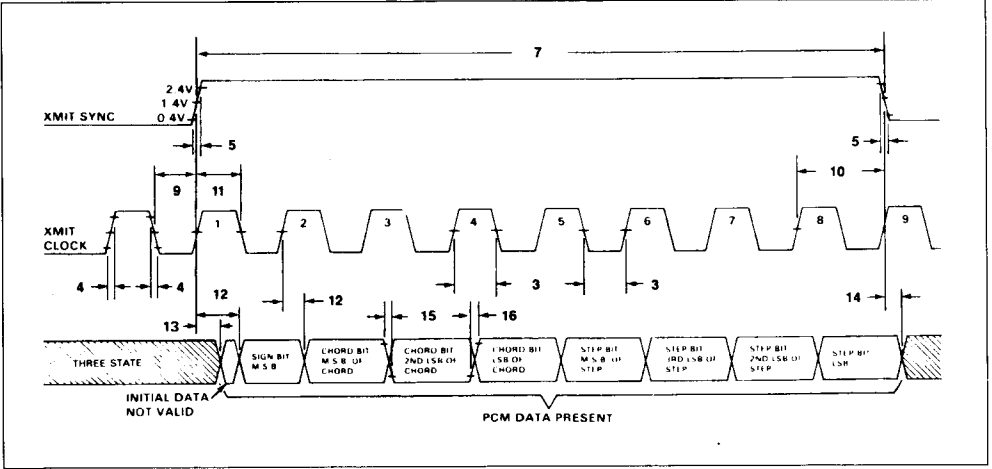 7
2.4V
1.4V
0.4V
XMIT SYNC
5
5
9
11
10
XMIT
CLOCK
1
2
3
4
5
6
7
8
9
4
4
12
12
3
3
13
15
16
14
THREE STATE
SIGN BIT
M.S.B
CHORD BIT
M.S.B OF
CHORD
CHORD BIT
2ND LSB OF
CHORD
CHORD BIT
LSB OF
CHORD
STEP BIT
M.S.B OF
STEP
STEP BIT
3RD LSB OF
STEP
STEP BIT
2ND LSB OF
STEP
STEP BIT
LSB
INITIAL DATA
NOT VALID
PCM DATA PRESENT